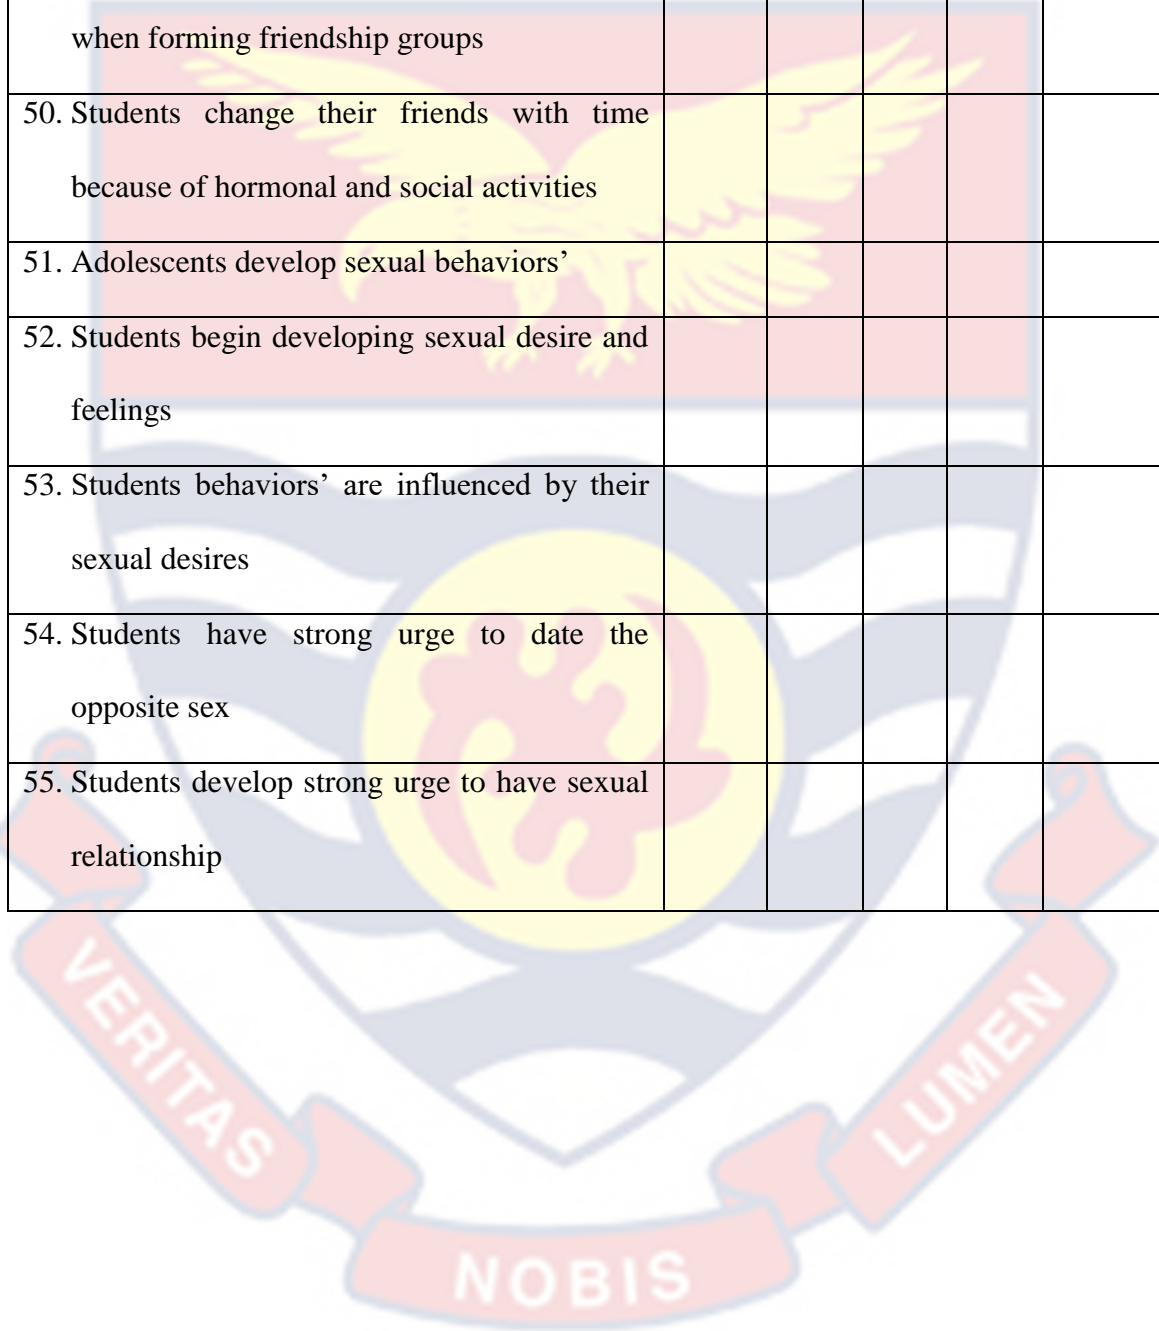 when forming friendship groups
50. Students change their friends with time
because of hormonal and social activities
51. Adolescents develop sexual behaviors’
52. Students begin developing sexual desire and
feelings
53. Students behaviors’ are influenced by their
sexual desires
54. Students have strong urge to date the
opposite sex
55. Students develop strong urge to have sexual
relationship
VERITAS
NOBIS
LUMEN